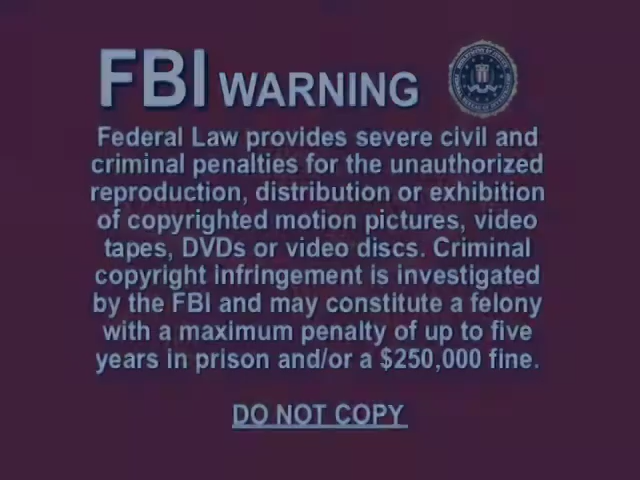 FBI WARNING
Federal Law provides severe civil and
criminal penalties for the unauthorized
reproduction, distribution or exhibition
of copyrighted motion pictures, video
tapes, DVDs or video discs. Criminal
copyright infringement is investigated
by the FBI and may constitute a felony
with a maximum penalty of up to five
years in prison and/or a $250,000 fine.
DO NOT COPY